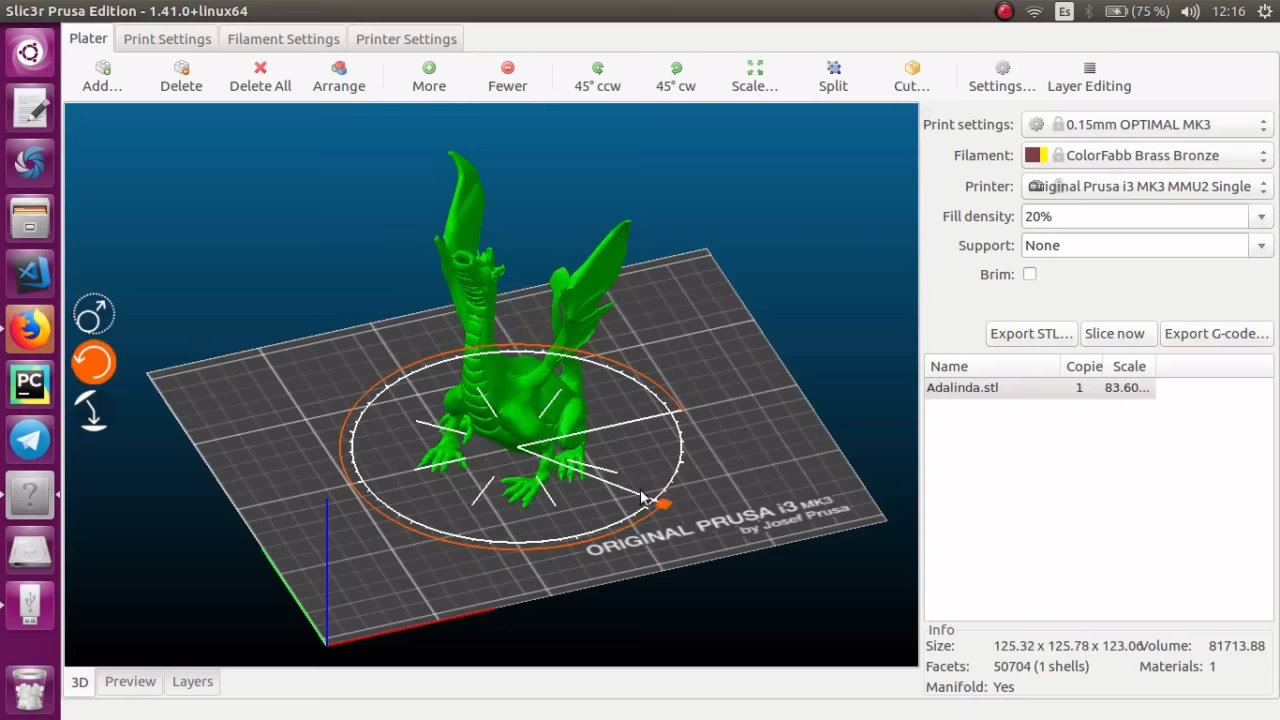 Slic3r Prusa Edition - 1.41.0+linux64
Es
(75 %)
12:16
Plater
Print Settings
Filament Settings
Printer Settings
Add…
Delete
Delete All
Arrange
More
Fewer
45° ccw
45° cw
Scale…
Split
Cut…
Settings…
Layer Editing
Print settings:
0.15mm OPTIMAL MK3
Filament:
ColorFabb Brass Bronze
Printer:
Original Prusa i3 MK3 MMU2 Single
Fill density:
20%
Support:
None
Brim:
Export STL…
Slice now
Export G-code…
Name
Copie
Scale
Adalinda.stl
1
83.60…
ORIGINAL PRUSA i3 MK3
by Josef Prusa
PC
?
Info
Size:
125.32 x 125.78 x 123.06
Volume:
81713.88
Facets:
50704 (1 shells)
Materials:
1
Manifold:
Yes
3D
Preview
Layers